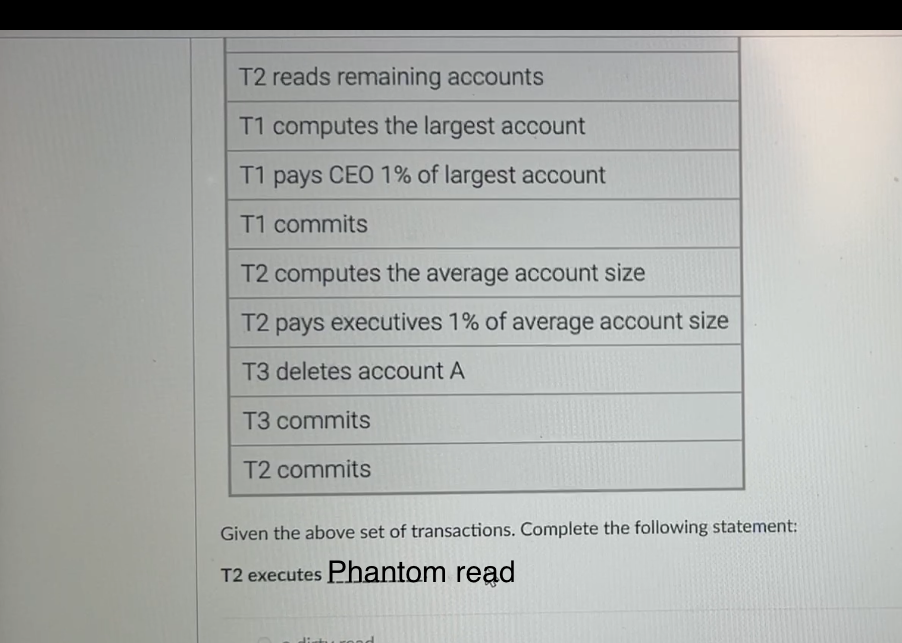 T2 reads remaining accounts
T1 computes the largest account
T1 pays CEO 1% of largest account
T1 commits
T2 computes the average account size
T2 pays executives 1% of average account size
T3 deletes account A
T3 commits
T2 commits
Given the above set of transactions. Complete the following statement:
T2 executes Phantom read